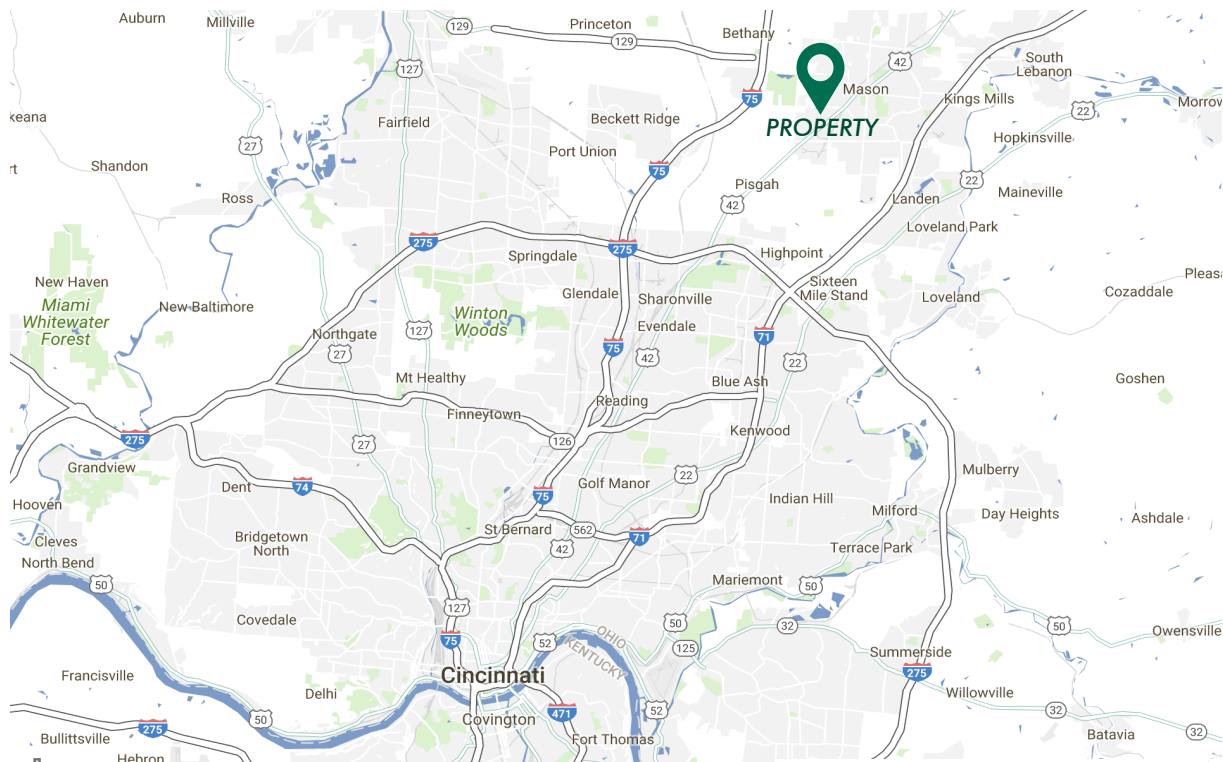 Auburn
Millville
129
Princeton
129
Bethany
42
South
Lebanon
127
75
Mason
Kings Mills
22
Morrov
keana
Fairfield
Beckett Ridge
PROPERTY
Hopkinsville
27
Port Union
rt
Shandon
75
Pisgah
22
Maineville
Ross
42
Landen
Loveland Park
275
275
Springdale
Highpoint
New Haven
Miami
Whitewater
Forest
New Baltimore
Glendale
Sharonville
Sixteen
Mile Stand
Loveland
Cozaddale
Pleas
Winton
Woods
Northgate
127
Evendale
71
27
75
42
22
Mt Healthy
Blue Ash
Goshen
Reading
Finneytown
Kenwood
275
126
27
Grandview
Mulberry
Dent
74
22
Golf Manor
75
Indian Hill
Hooven
Milford
Day Heights
Ashdale
St Bernard
562
71
Cleves
Bridgetown
North
42
Terrace Park
North Bend
50
Mariemont
50
127
Covedale
50
32
50
Owensville
75
52
OHIO
KENTUCKY
125
Summerside
Francisville
Cincinnati
275
Delhi
Willowville
50
Covington
471
52
32
32
275
Bullittsville
Fort Thomas
Batavia
Hebron